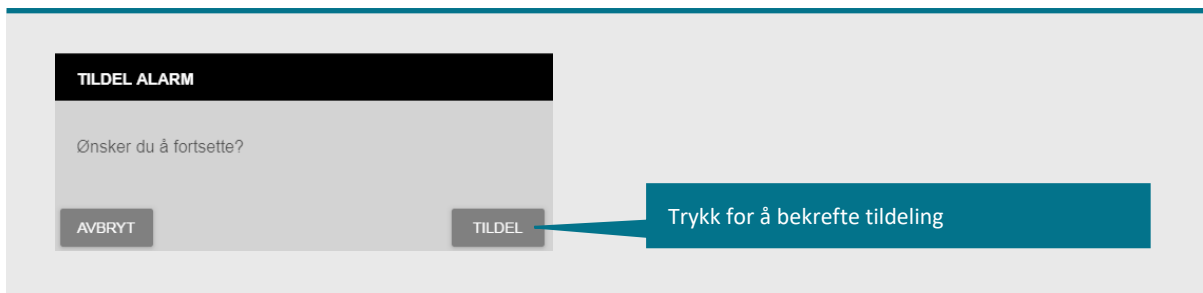 TILDEL ALARM
Ønsker du å fortsette?
AVBRYT
TILDEL
Trykk for å bekrefte tildeling